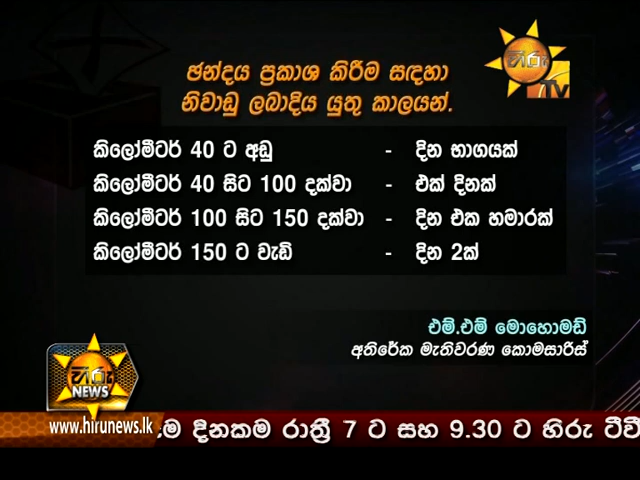 ඡන්දය ප්‍රකාශ කිරීම සඳහා
නිවාඩු ලබාදිය යුතු කාලයන්.
හිරු
Tv
කිලෝමීටර් 40 ට අඩු - දින භාගයක්
කිලෝමීටර් 40 සිට 100 දක්වා - එක් දිනක්
කිලෝමීටර් 100 සිට 150 දක්වා - දින එක හමාරක්
කිලෝමීටර් 150 ට වැඩි - දින 2ක්
එම්.එම් මොහොමඩ්
අතිරේක මැතිවරණ කොමසාරිස්
හිරු
NEWS
www.hirunews.lk
දිනකම රාත්‍රී 7 ට සහ 9.30 ට හිරු ටීවී